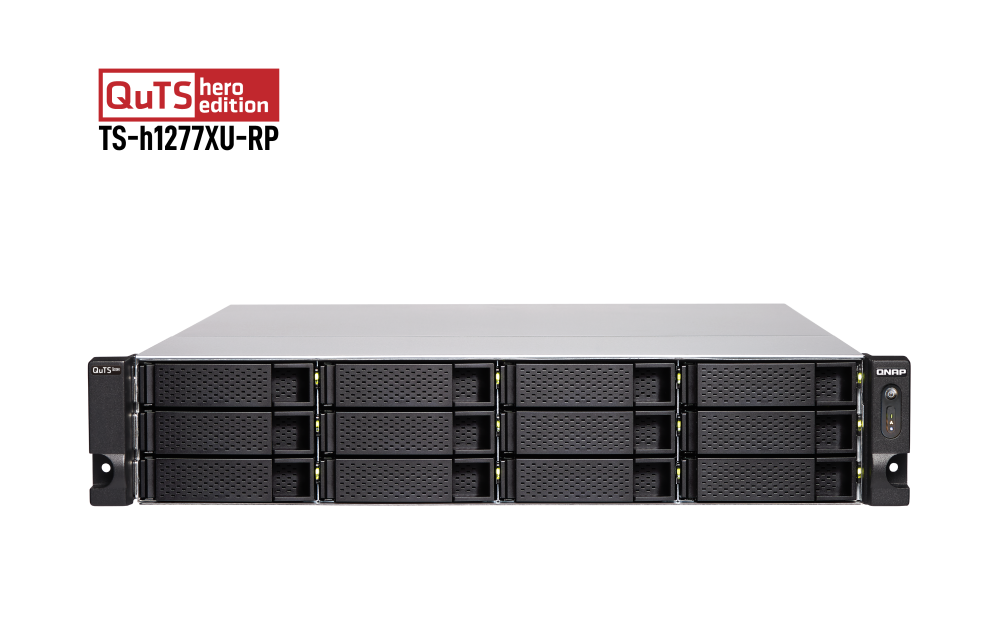 QuTS hero
edition
TS-h1277XU-RP
QuTS
QNAP